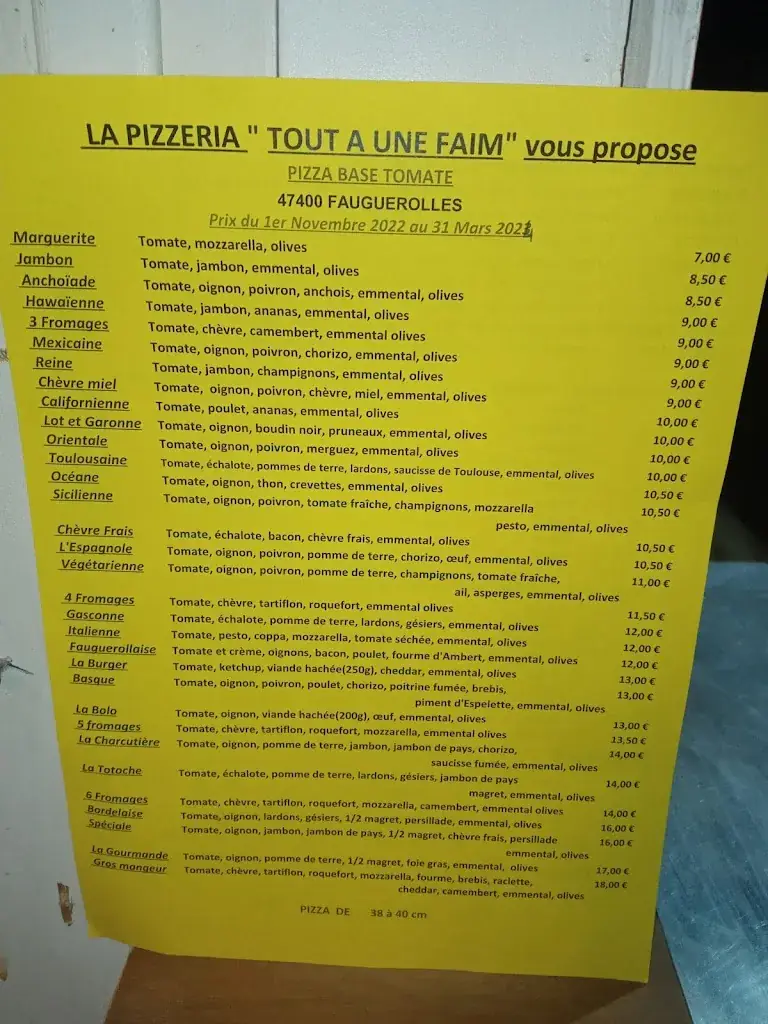 LA PIZZERIA " TOUT A UNE FAIM" vous propose
PIZZA BASE TOMATE
47400 FAUGUEROLLES
Prix du 1er Novembre 2022 au 31 Mars 2024
Marguerite Tomate, mozzarella, olives 7,00 €
Jambon Tomate, jambon, emmental, olives 8,50 €
Anchoïade Tomate, oignon, poivron, anchois, emmental, olives 8,50 €
Hawaïenne Tomate, jambon, ananas, emmental, olives 9,00 €
3 Fromages Tomate, chèvre, camembert, emmental olives 9,00 €
Mexicaine Tomate, oignon, poivron, chorizo, emmental, olives 9,00 €
Reine Tomate, jambon, champignons, emmental, olives 9,00 €
Chèvre miel Tomate, oignon, poivron, chèvre, miel, emmental, olives 9,00 €
Californienne Tomate, poulet, ananas, emmental, olives 10,00 €
Lot et Garonne Tomate, oignon, boudin noir, pruneaux, emmental, olives 10,00 €
Orientale Tomate, oignon, poivron, merguez, emmental, olives 10,00 €
Toulousaine Tomate, échalote, pommes de terre, lardons, saucisse de Toulouse, emmental, olives 10,00 €
Océane Tomate, oignon, thon, crevettes, emmental, olives 10,50 €
Sicilienne Tomate, oignon, poivron, tomate fraîche, champignons, mozzarella 10,50 €
pesto, emmental, olives
Chèvre Frais Tomate, échalote, bacon, chèvre frais, emmental, olives 10,50 €
L'Espagnole Tomate, oignon, poivron, pomme de terre, chorizo, œuf, emmental, olives 10,50 €
Végétarienne Tomate, oignon, poivron, pomme de terre, champignons, tomate fraîche, 11,00 €
ail, asperges, emmental, olives
4 Fromages Tomate, chèvre, tartiflon, roquefort, emmental olives 11,50 €
Gasconne Tomate, échalote, pomme de terre, lardons, gésiers, emmental, olives 12,00 €
Italienne Tomate, pesto, coppa, mozzarella, tomate séchée, emmental, olives 12,00 €
Fauguerollaise Tomate et crème, oignons, bacon, poulet, fourme d'Ambert, emmental, olives 12,00 €
La Burger Tomate, ketchup, viande hachée(250g), cheddar, emmental, olives 13,00 €
Basque Tomate, oignon, poivron, poulet, chorizo, poitrine fumée, brebis, 13,00 €
piment d'Espelette, emmental, olives
La Bolo Tomate, oignon, viande hachée(200g), œuf, emmental, olives 13,00 €
5 fromages Tomate, chèvre, tartiflon, roquefort, mozzarella, emmental olives 13,50 €
La Charcutière Tomate, oignon, pomme de terre, jambon, jambon de pays, chorizo, 14,00 €
saucisse fumée, emmental, olives
La Totoche Tomate, échalote, pomme de terre, lardons, gésiers, jambon de pays 14,00 €
magret, emmental, olives
6 Fromages Tomate, chèvre, tartiflon, roquefort, mozzarella, camembert, emmental olives 14,00 €
Bordelaise Tomate, oignon, lardons, gésiers, 1/2 magret, persillade, emmental, olives 16,00 €
Spéciale Tomate, oignon, jambon, jambon de pays, 1/2 magret, chèvre frais, persillade 16,00 €
emmental, olives
La Gourmande Tomate, oignon, pomme de terre, 1/2 magret, foie gras, emmental, olives 17,00 €
Gros mangeur Tomate, chèvre, tartiflon, roquefort, mozzarella, fourme, brebis, raclette, 18,00 €
cheddar, camembert, emmental, olives
PIZZA DE 38 à 40 cm